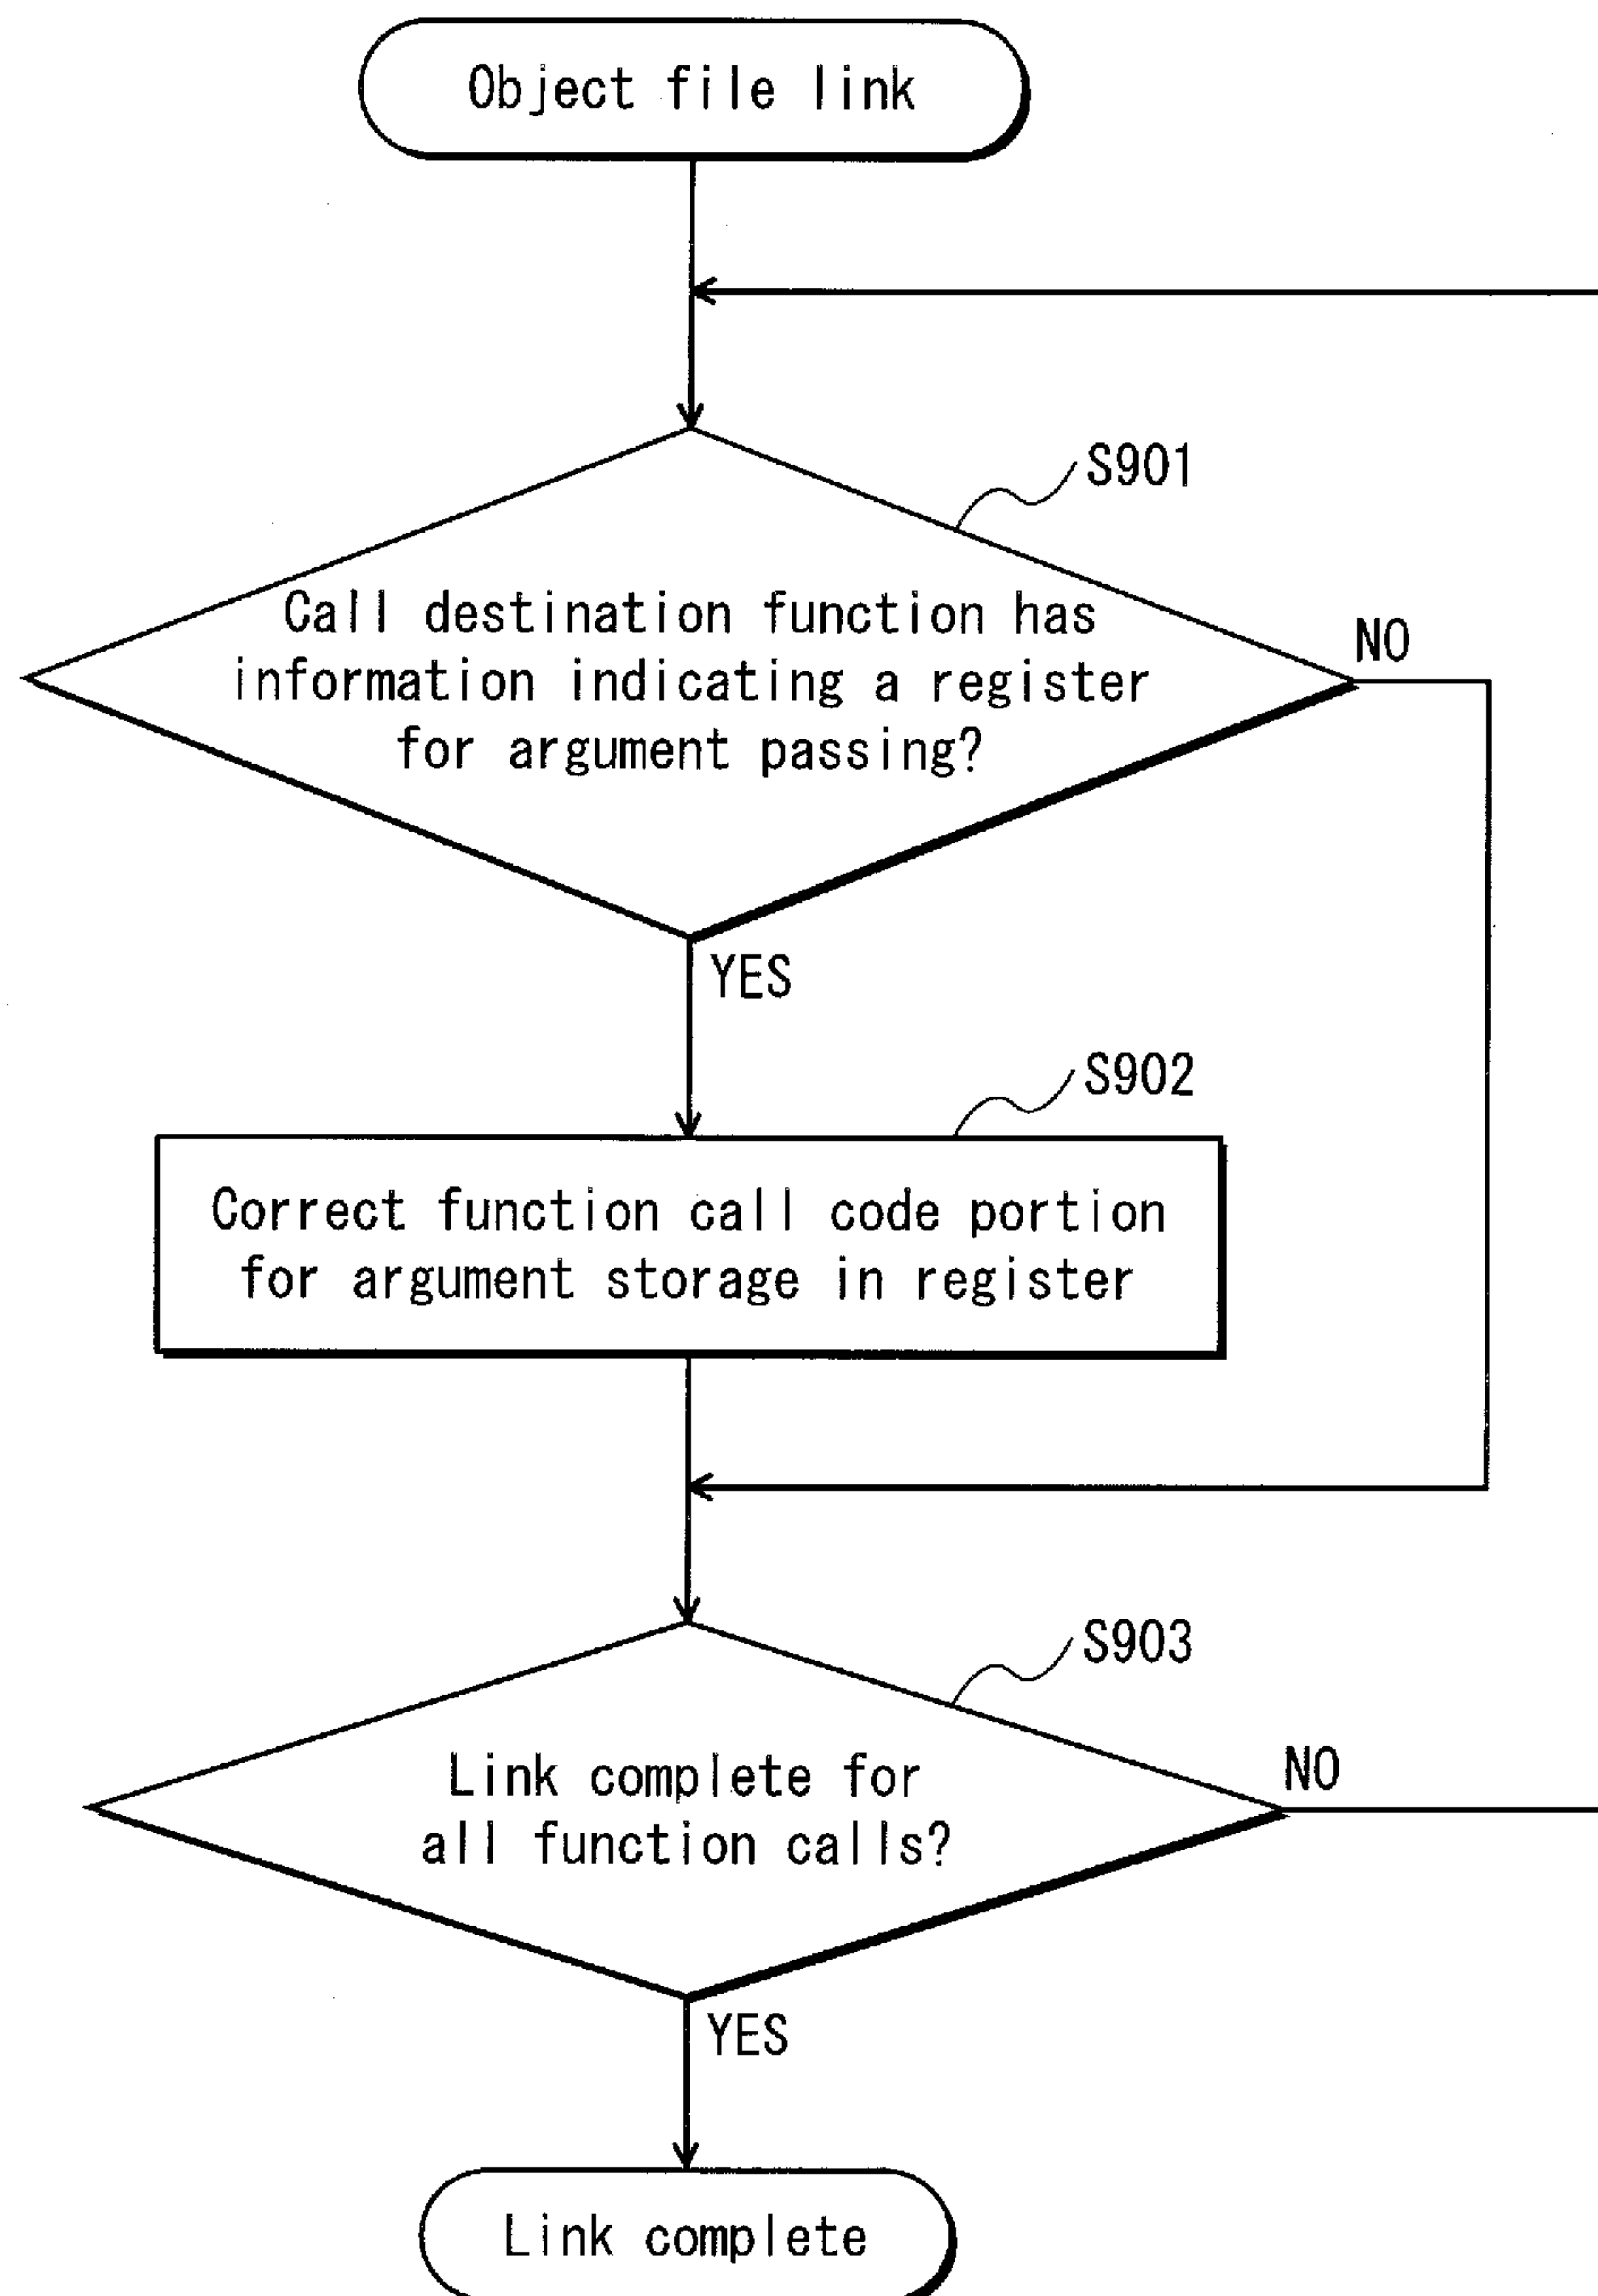 Object file link
S901
Call destination function has
information indicating a register
for argument passing?
NO
YES
S902
Correct function call code portion
for argument storage in register
S903
Link complete for
all function calls?
NO
YES
Link complete